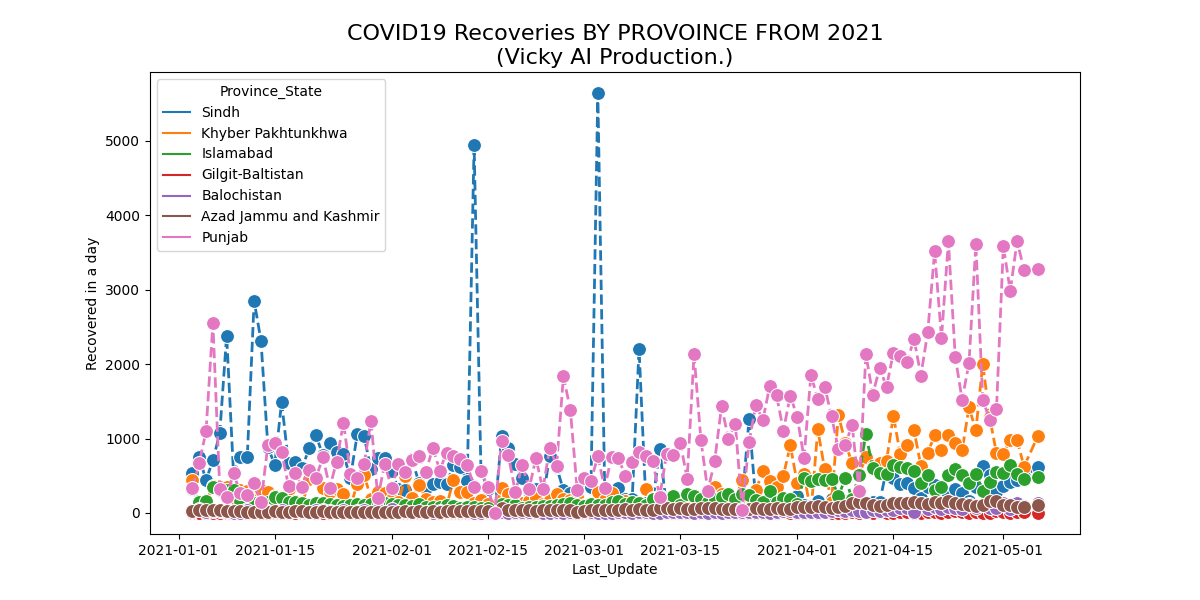 COVID19 Recoveries BY PROVOINCE FROM 2021
(Vicky AI Production.)
Province_State
Sindh
Khyber Pakhtunkhwa
Islamabad
Gilgit-Baltistan
Balochistan
Azad Jammu and Kashmir
Punjab
Recovered in a day
5000
4000
3000
2000
1000
0
2021-01-01 2021-01-15 2021-02-01 2021-02-15 2021-03-01 2021-03-15 2021-04-01 2021-04-15 2021-05-01
Last_Update